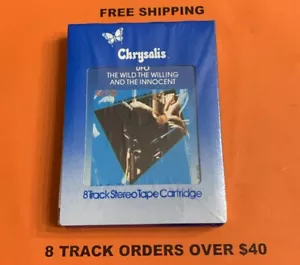 FREE SHIPPING
Chrysalis
UFO
THE WILD THE WILLING
AND THE INNOCENT
8 Track Stereo Tape Cartridge
8 TRACK ORDERS OVER $40